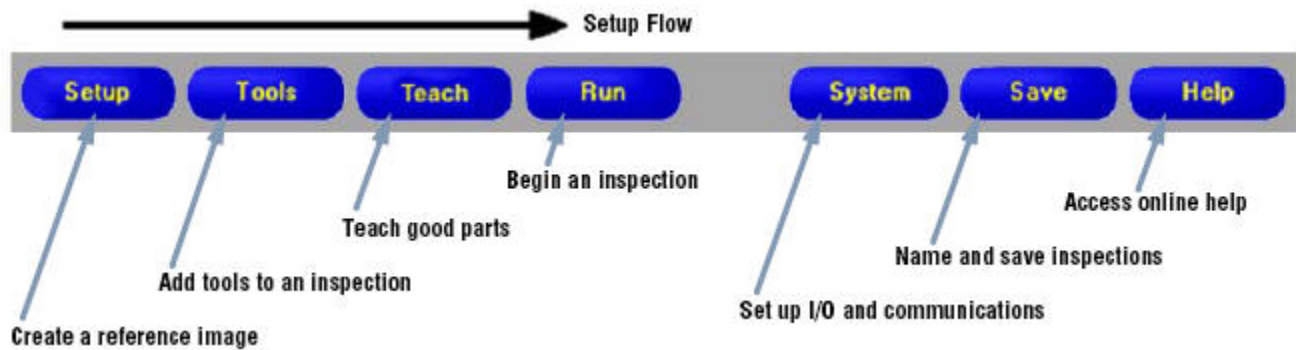 Setup Flow
Setup Tools Teach Run System Save Help
Begin an inspection
Access online help
Teach good parts
Name and save inspections
Add tools to an inspection
Set up I/O and communications
Create a reference image